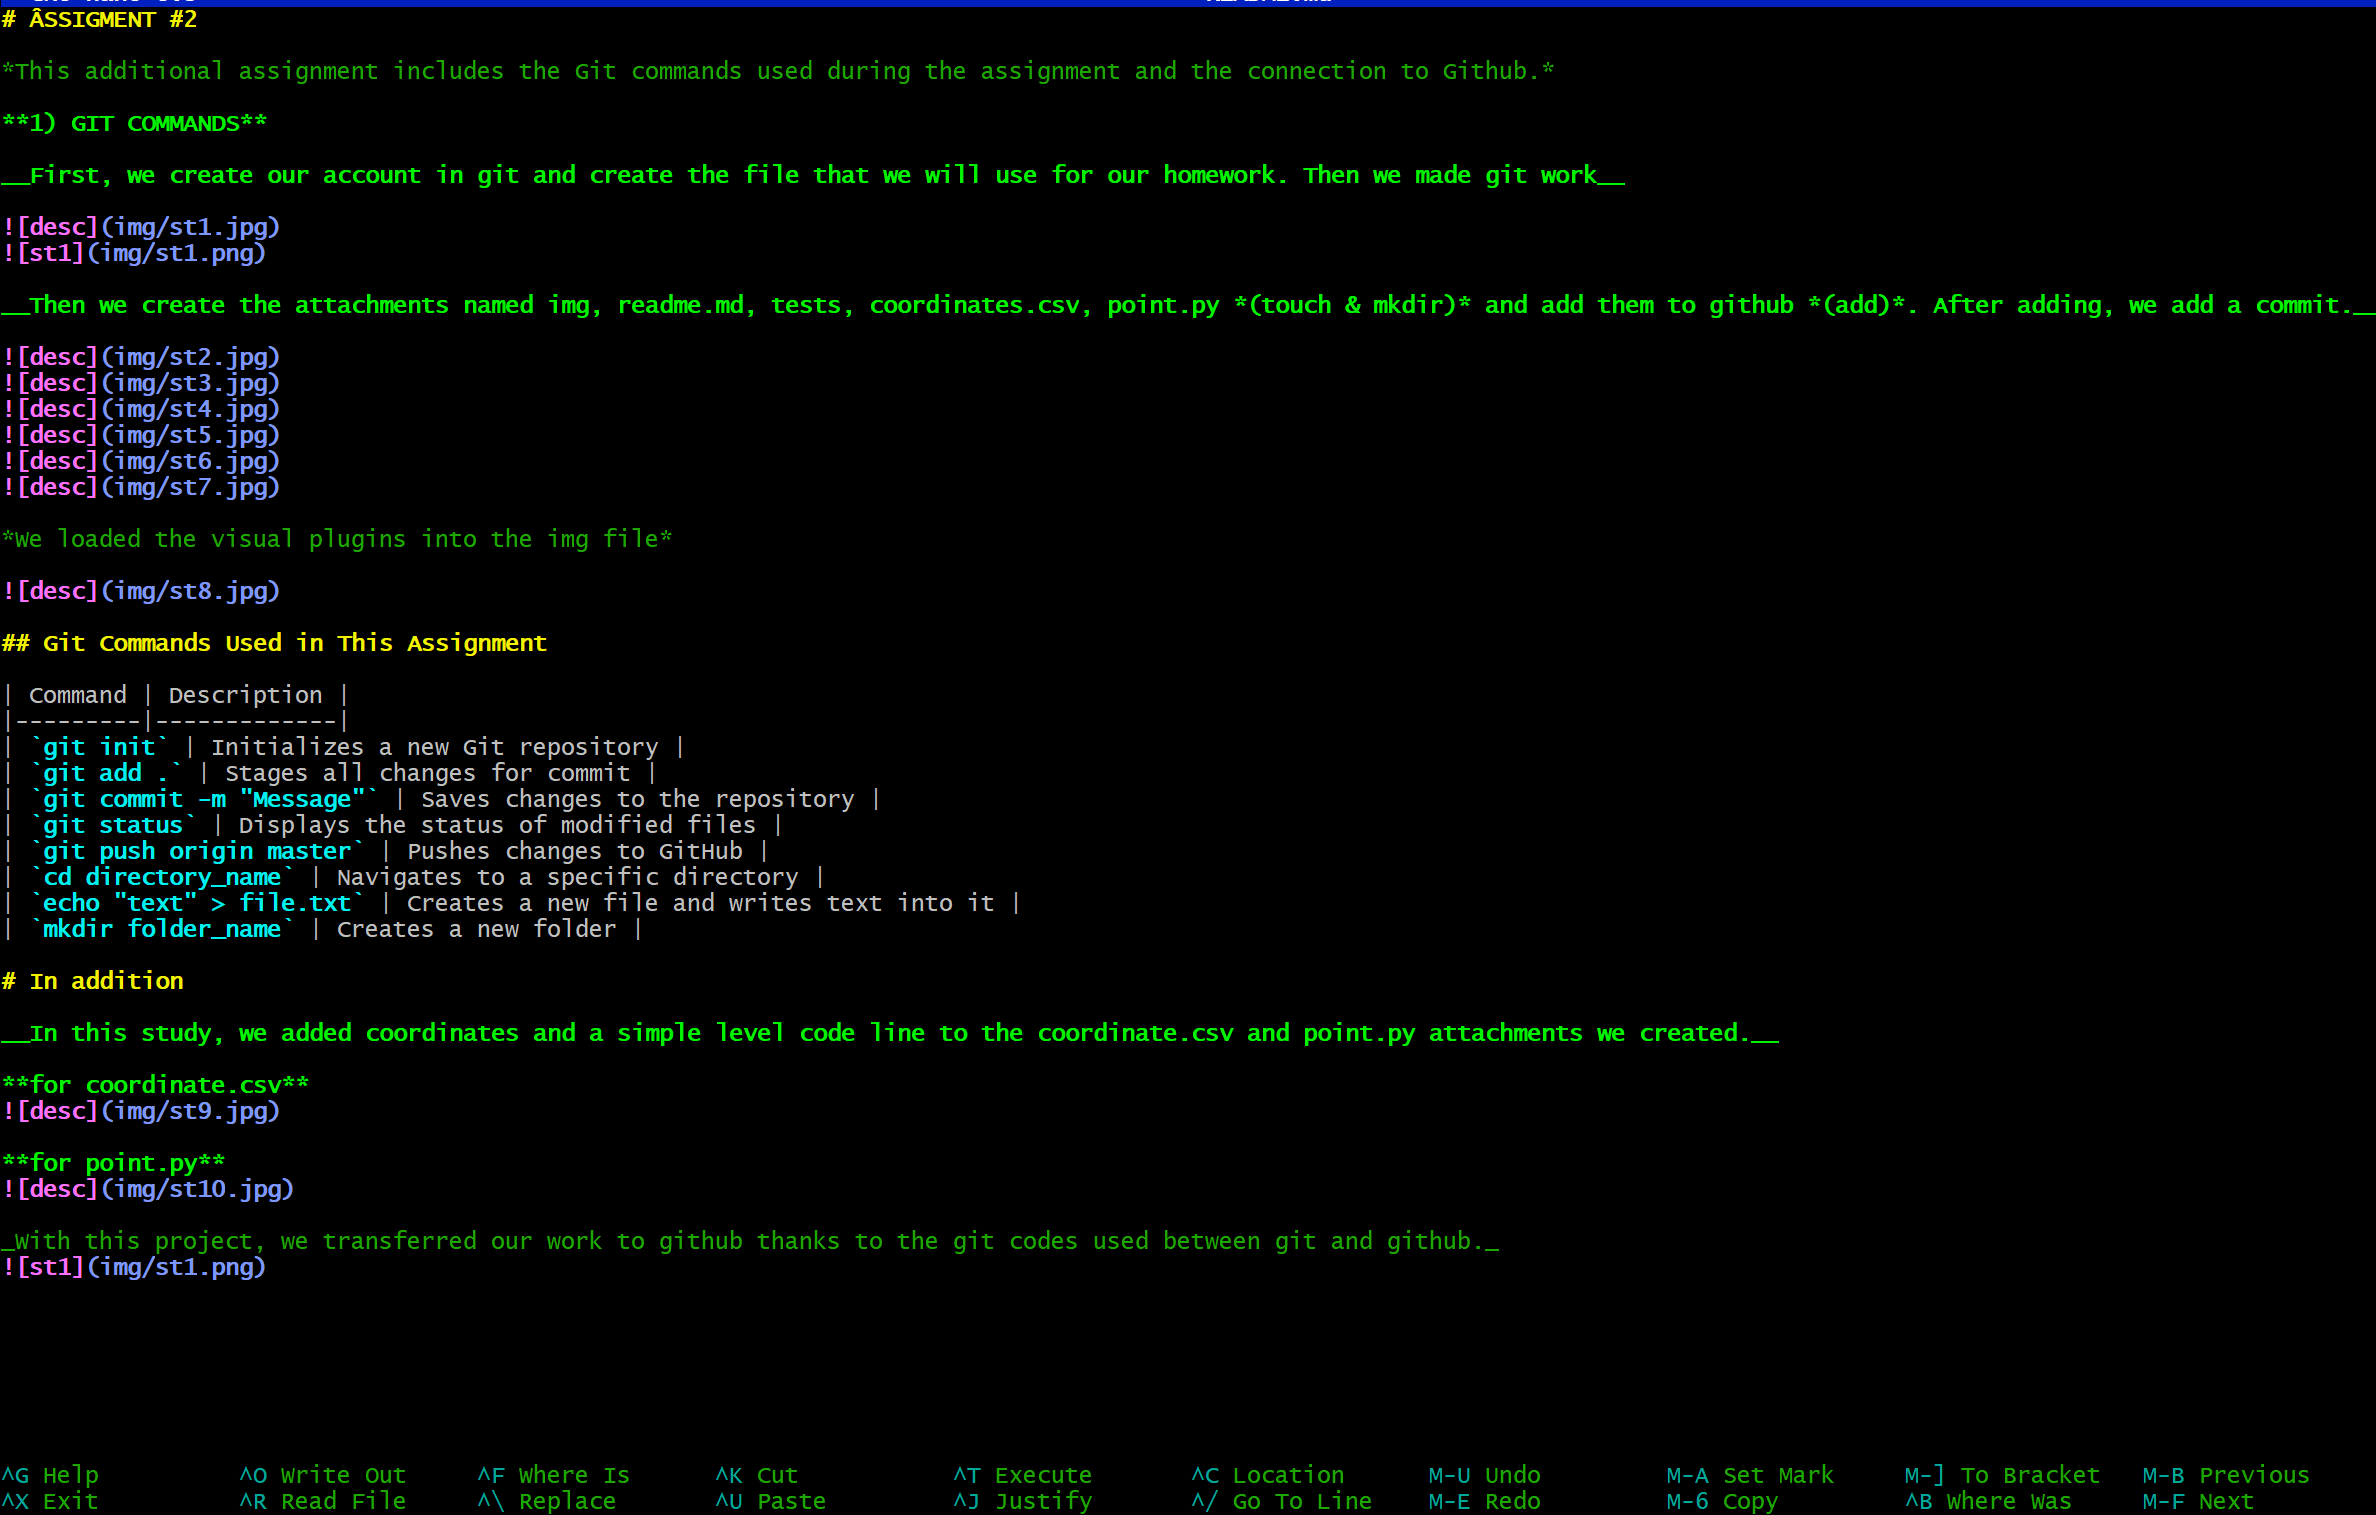 # ÂSSIGMENT #2
*This additional assignment includes the Git commands used during the assignment and the connection to Github.*
**1) GIT COMMANDS**
__First, we create our account in git and create the file that we will use for our homework. Then we made git work__
![desc](img/st1.jpg)
![st1](img/st1.png)
__Then we create the attachments named img, readme.md, tests, coordinates.csv, point.py *(touch & mkdir)* and add them to github *(add)*. After adding, we add a commit.__
![desc](img/st2.jpg)
![desc](img/st3.jpg)
![desc](img/st4.jpg)
![desc](img/st5.jpg)
![desc](img/st6.jpg)
![desc](img/st7.jpg)
*We loaded the visual plugins into the img file*
![desc](img/st8.jpg)
## Git Commands Used in This Assignment
| Command | Description |
|---------|-------------|
| `git init` | Initializes a new Git repository |
| `git add .` | Stages all changes for commit |
| `git commit -m "Message"` | Saves changes to the repository |
| `git status` | Displays the status of modified files |
| `git push origin master` | Pushes changes to GitHub |
| `cd directory_name` | Navigates to a specific directory |
| `echo "text" > file.txt` | Creates a new file and writes text into it |
| `mkdir folder_name` | Creates a new folder |
# In addition
__In this study, we added coordinates and a simple level code line to the coordinate.csv and point.py attachments we created.__
**for coordinate.csv**
![desc](img/st9.jpg)
**for point.py**
![desc](img/st10.jpg)
_With this project, we transferred our work to github thanks to the git codes used between git and github._
![st1](img/st1.png)
^G Help ^O Write Out ^F Where Is ^K Cut ^T Execute ^C Location M-U Undo M-A Set Mark M-] To Bracket M-B Previous
^X Exit ^R Read File ^\ Replace ^U Paste ^J Justify ^/ Go To Line M-E Redo M-6 Copy ^B Where Was M-F Next